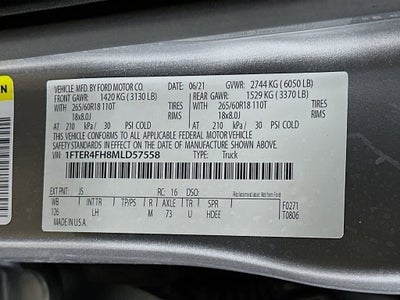 VEHICLE MFD. BY FORD MOTOR CO. 06/21 GVWR: 2744 KG (6050 LB)
FRONT GAWR: 1420 KG (3130 LB) REAR GAWR: 1529 KG (3370 LB)
265/60R18 110T TIRES 265/60R18 110T TIRES
18x8.0J RIMS 18x8.0J RIMS
AT 210 kPa/ 30 PSI COLD AT 210 kPa/ 30 PSI COLD
THIS VEHICLE CONFORMS TO ALL APPLICABLE FEDERAL MOTOR VEHICLE
SAFETY STANDARDS IN EFFECT ON THE DATE OF MANUFACTURE SHOWN ABOVE.
VIN: 1FTER4FH8MLD57558 TYPE: Truck
EXT PNT: J5 RC: 16 DSO:
WB INT TR TP/PS R AXLE TR SPR
126 LH M 73 U HDEE
F0271
T0806
MADE IN U.S.A.